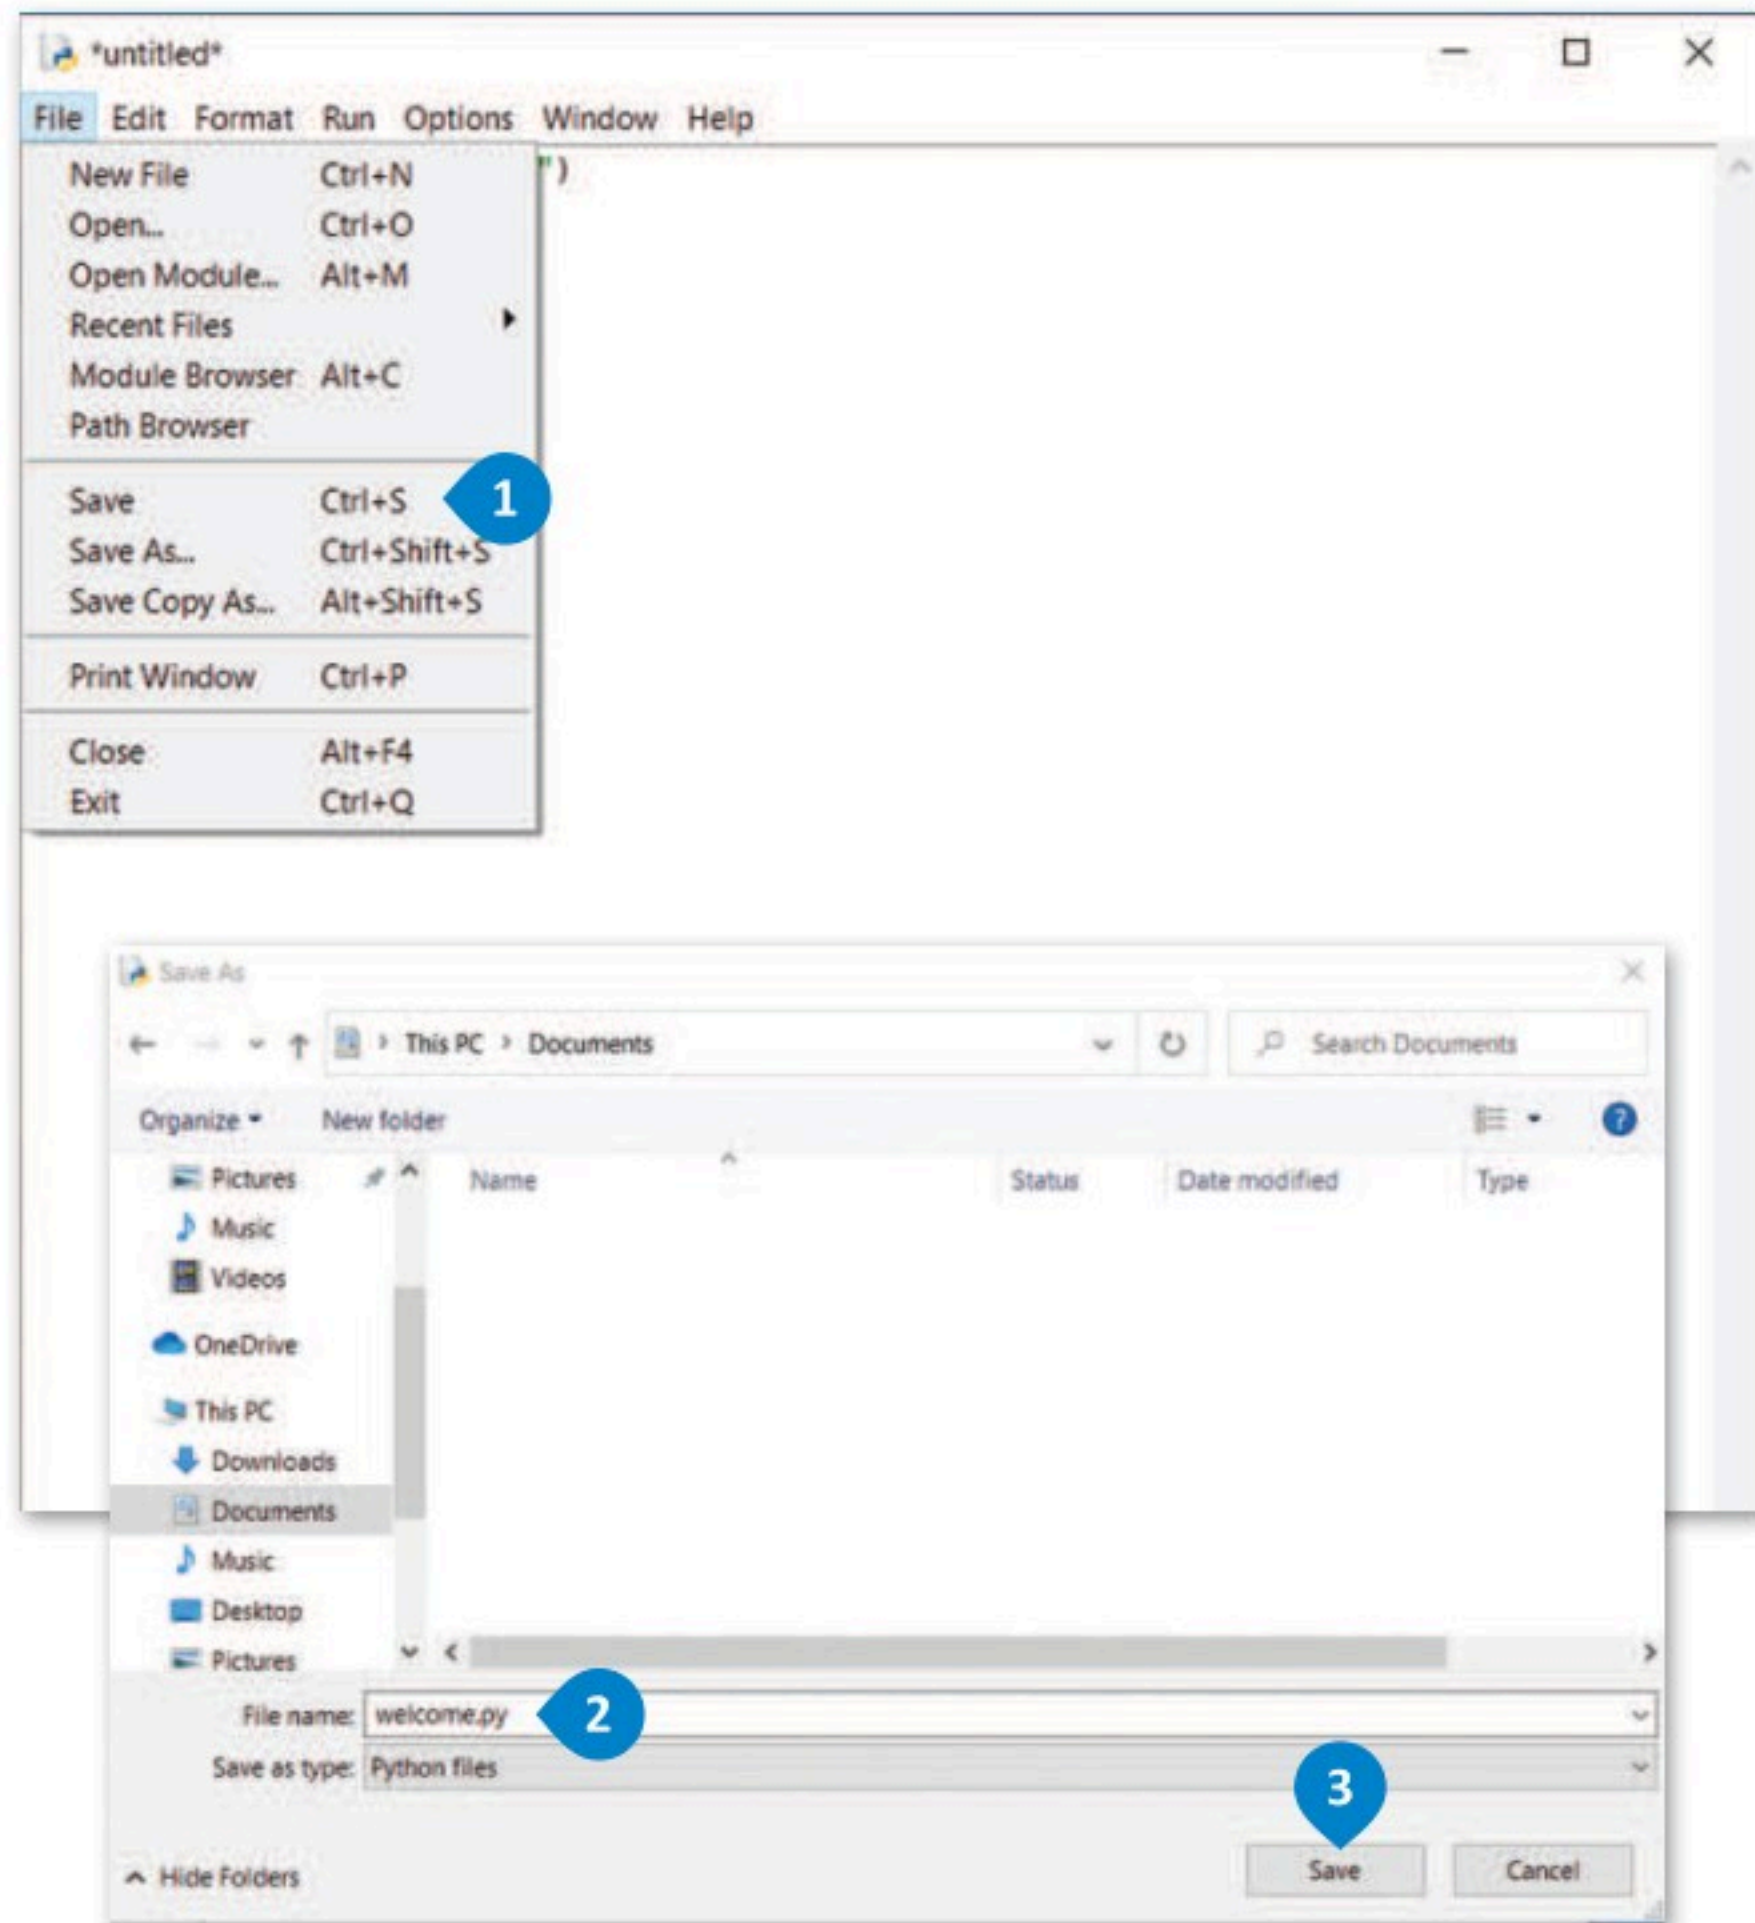 *untitled*
File Edit Format Run Options Window Help
")
New File Ctrl+N
Open... Ctrl+O
Open Module... Alt+M
Recent Files
Module Browser Alt+C
Path Browser
Save Ctrl+S
1
Save As... Ctrl+Shift+S
Save Copy As... Alt+Shift+S
Print Window Ctrl+P
Close Alt+F4
Exit Ctrl+Q
Save As
This PC > Documents
Search Documents
Organize New folder
?
Name Status Date modified Type
Pictures
Music
Videos
OneDrive
This PC
Downloads
Documents
Music
Desktop
Pictures
File name: welcome.py
2
Save as type: Python files
3
Hide Folders
Save Cancel